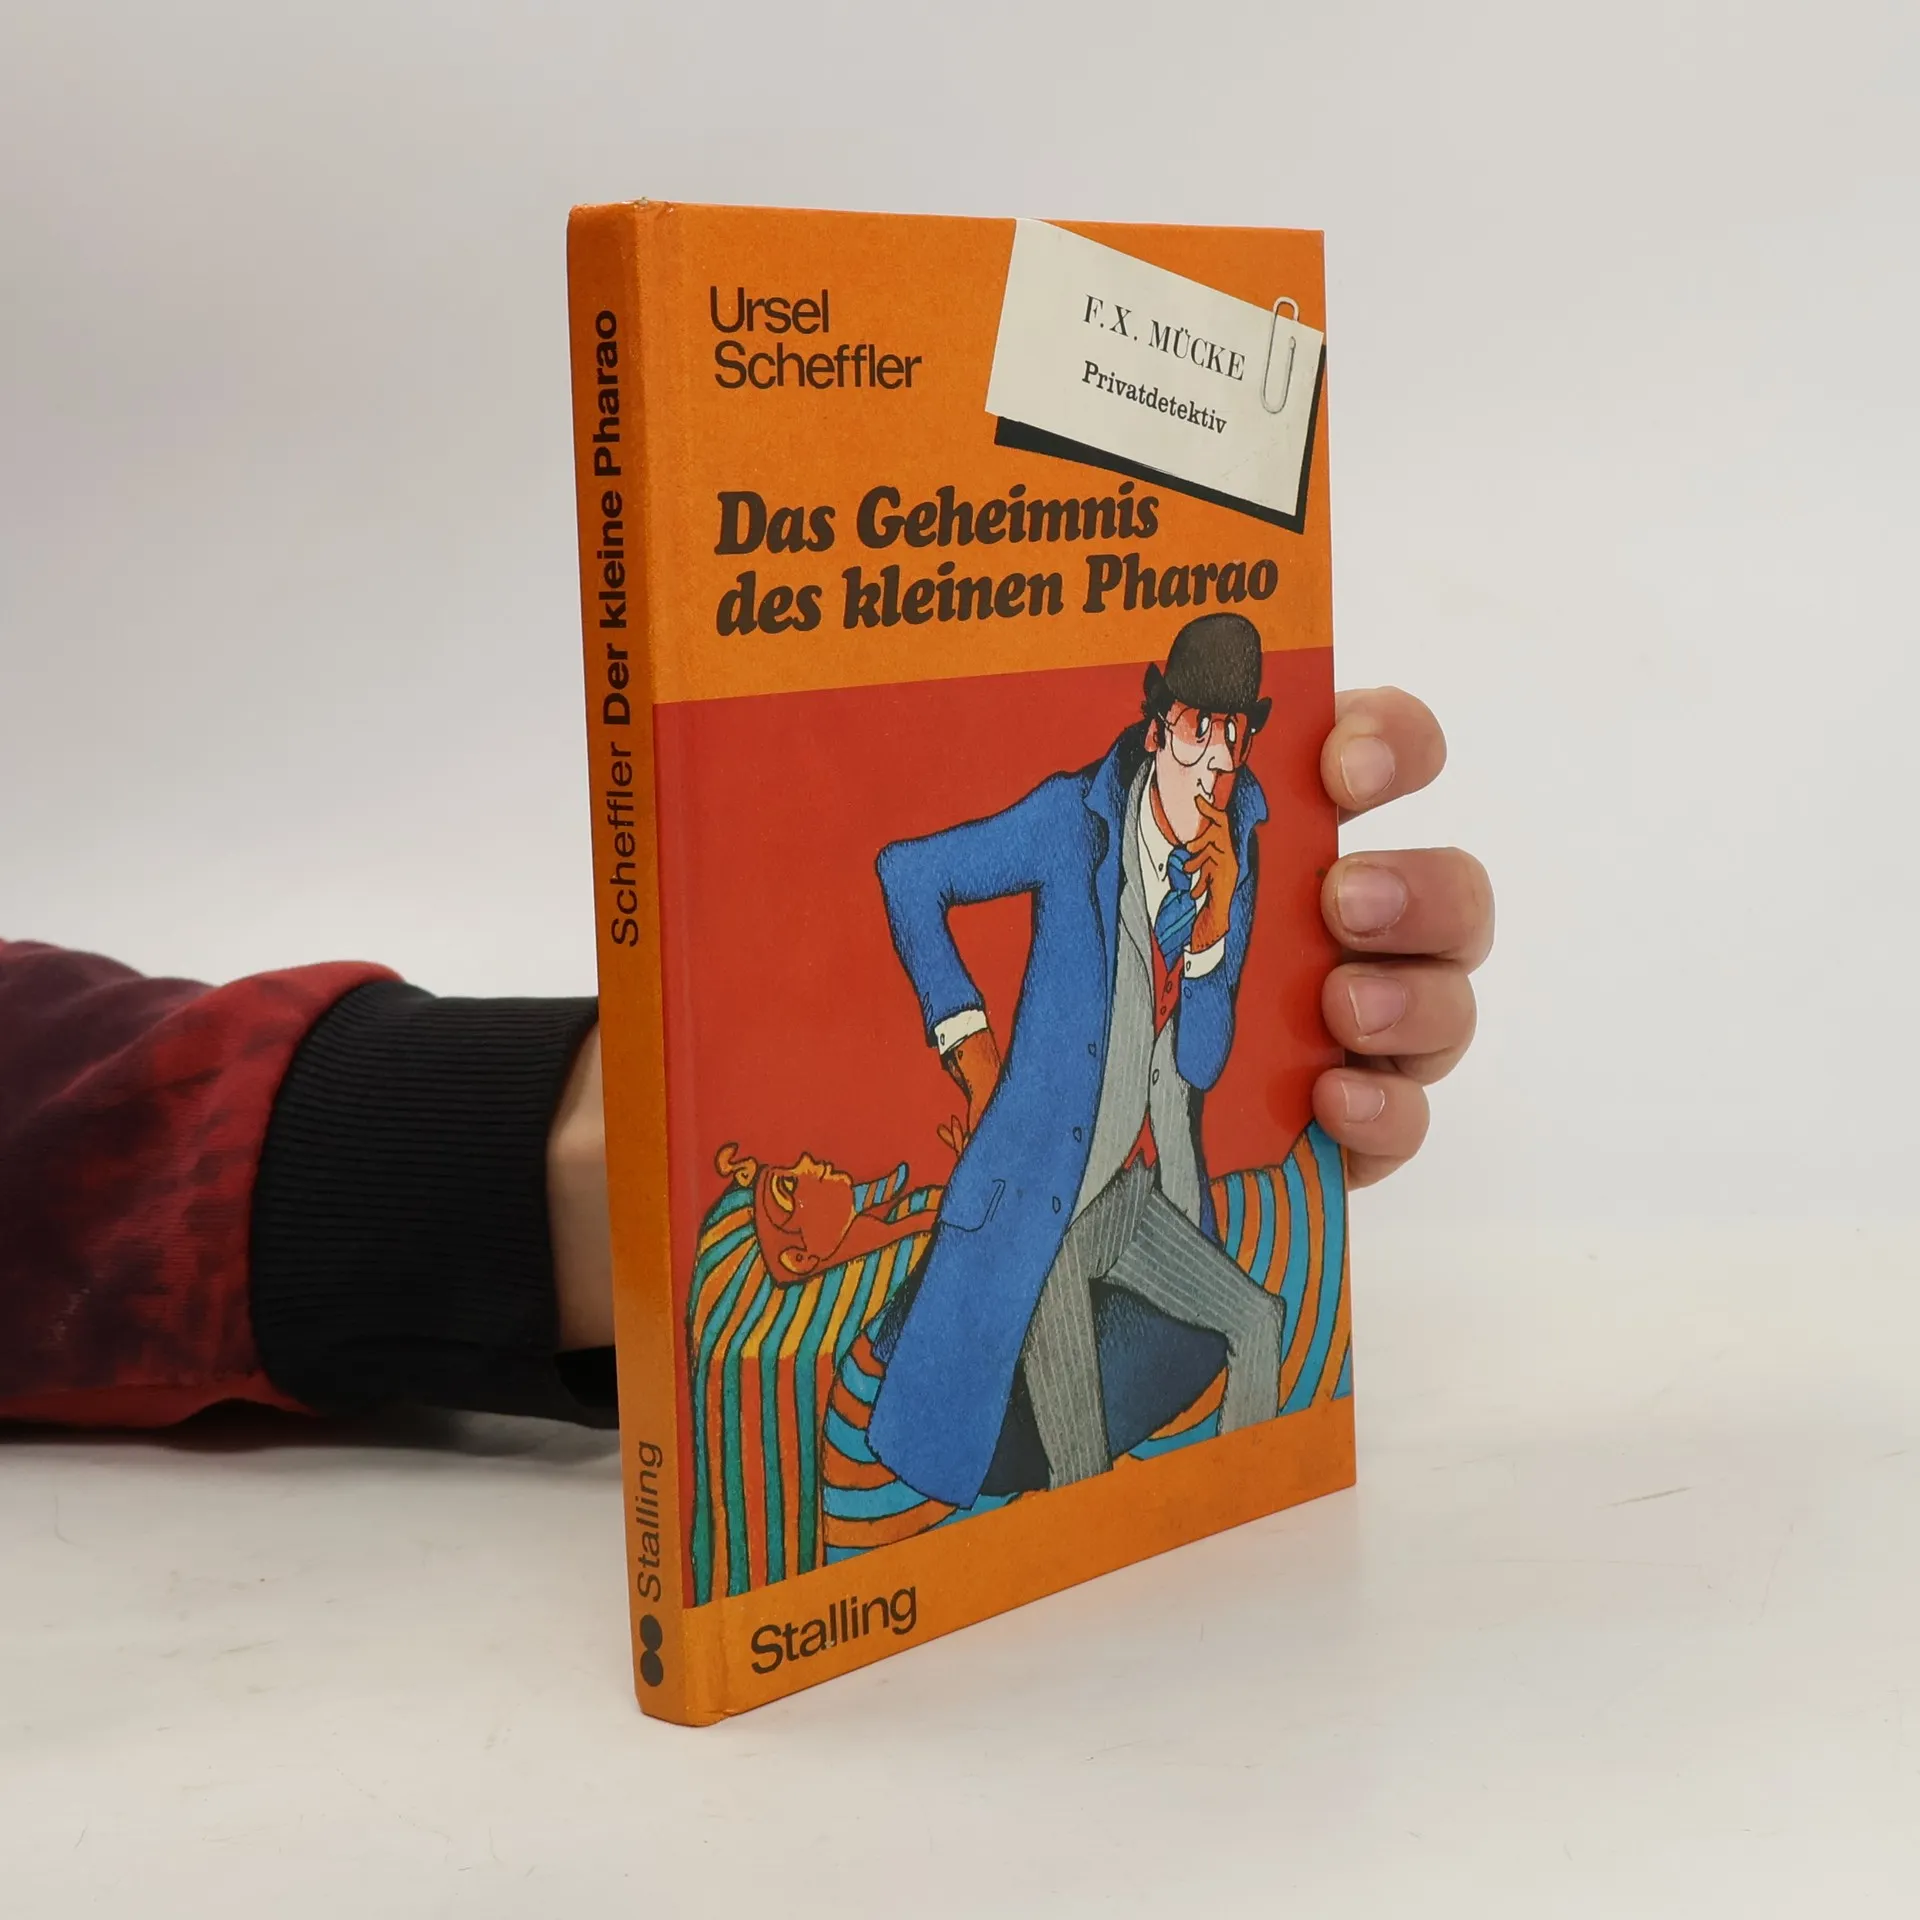 Ursel
Scheffler
F. X. MÜCKE
Privatdetektiv
Das Geheimnis
des kleinen Pharao
Stalling
Scheffler Der kleine Pharao
Stalling